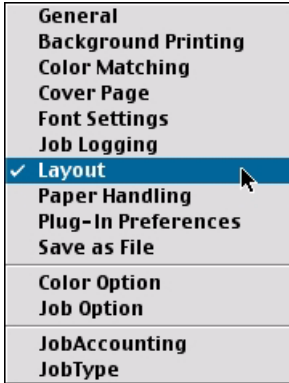 General
Background Printing
Color Matching
Cover Page
Font Settings
Job Logging
✓ Layout
Paper Handling
Plug-In Preferences
Save as File
Color Option
Job Option
JobAccounting
JobType